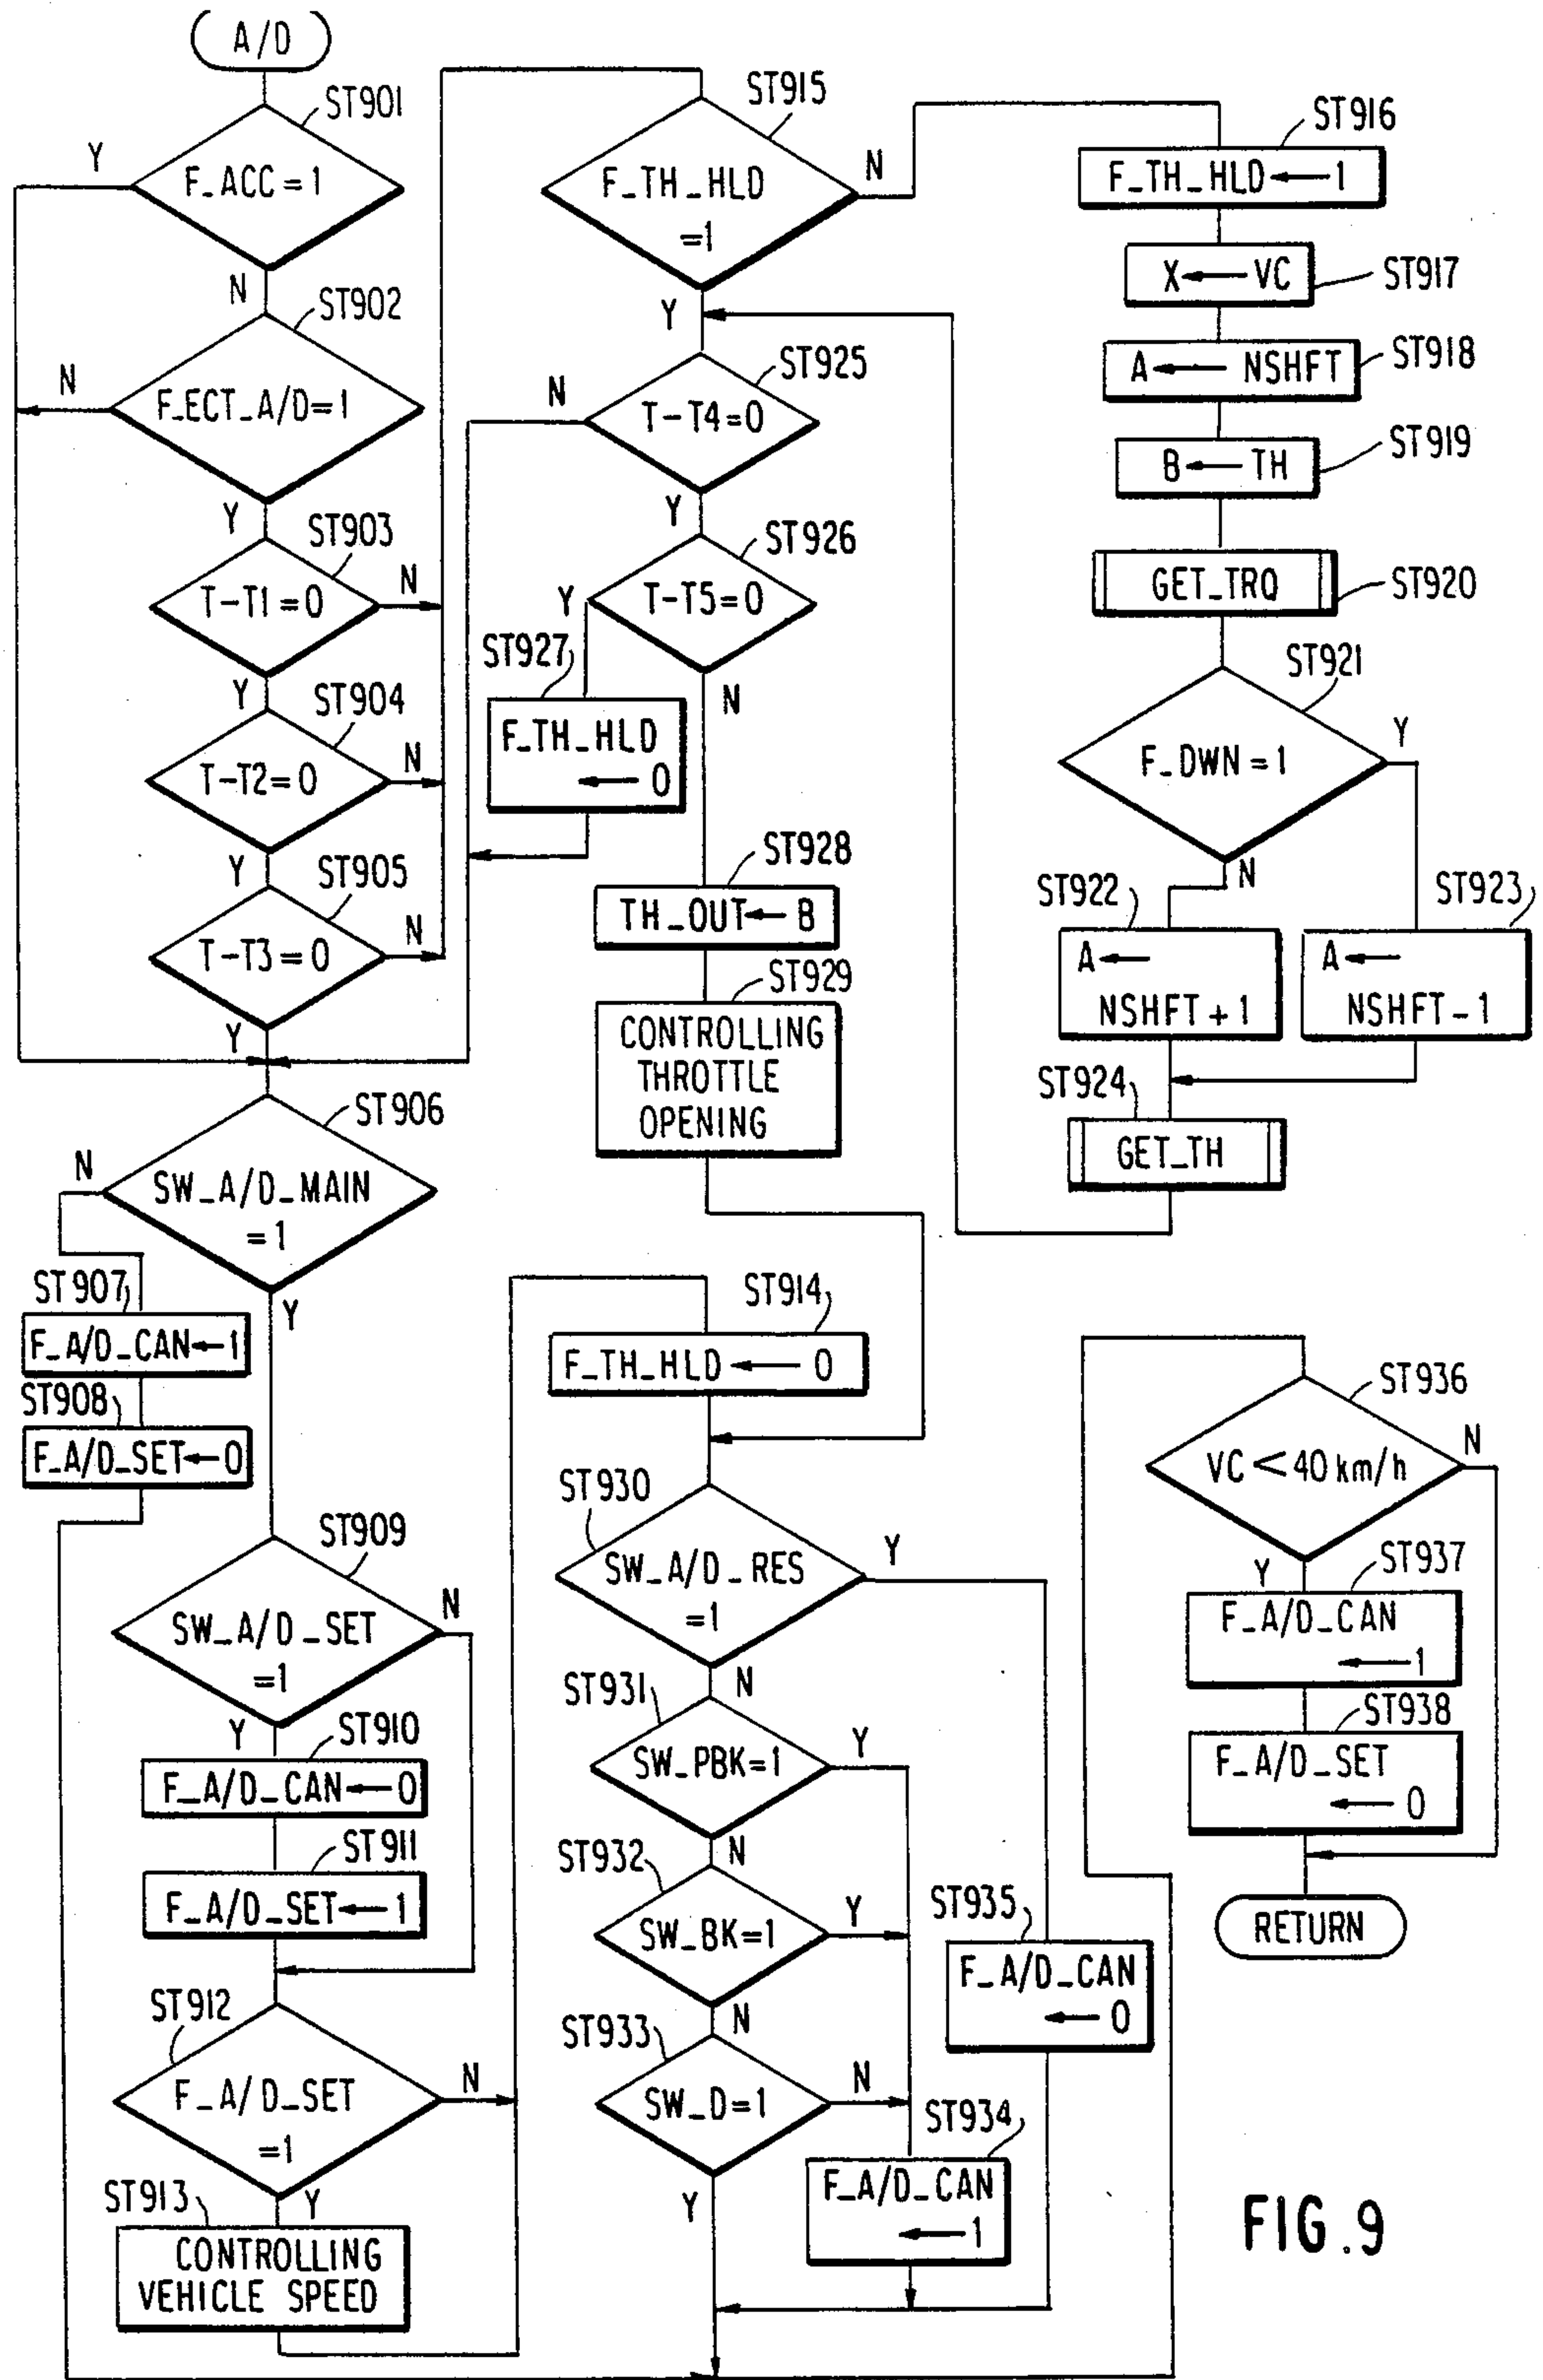 A/D
ST901
F_ACC=1
Y
N
ST902
F_ECT_A/D=1
N
Y
ST903
T-T1=0
N
Y
ST904
T-T2=0
N
Y
ST905
T-T3=0
N
Y
ST906
SW_A/D_MAIN
=1
N
Y
ST907
F_A/D_CAN←1
ST908
F_A/D_SET←0
ST909
SW_A/D_SET
=1
N
Y
ST910
F_A/D_CAN←0
ST911
F_A/D_SET←1
ST912
F_A/D_SET
=1
N
Y
ST913
CONTROLLING
VEHICLE SPEED
ST914
F_TH_HLD←0
ST915
F_TH_HLD
=1
N
Y
ST916
F_TH_HLD←1
ST917
X←VC
ST918
A←NSHFT
ST919
B←TH
ST920
GET_TRQ
ST921
F_DWN=1
Y
N
ST922
A←
NSHFT+1
ST923
A←
NSHFT-1
ST924
GET_TH
ST925
T-T4=0
N
Y
ST926
T-T5=0
Y
N
ST927
F_TH_HLD
←0
ST928
TH_OUT←B
ST929
CONTROLLING
THROTTLE
OPENING
ST930
SW_A/D_RES
=1
Y
N
ST931
SW_PBK=1
Y
N
ST932
SW_BK=1
Y
N
ST933
SW_D=1
N
Y
ST934
F_A/D_CAN
←1
ST935
F_A/D_CAN
←0
ST936
VC<40km/h
N
Y
ST937
F_A/D_CAN
←1
ST938
F_A/D_SET
←0
RETURN
FIG.9